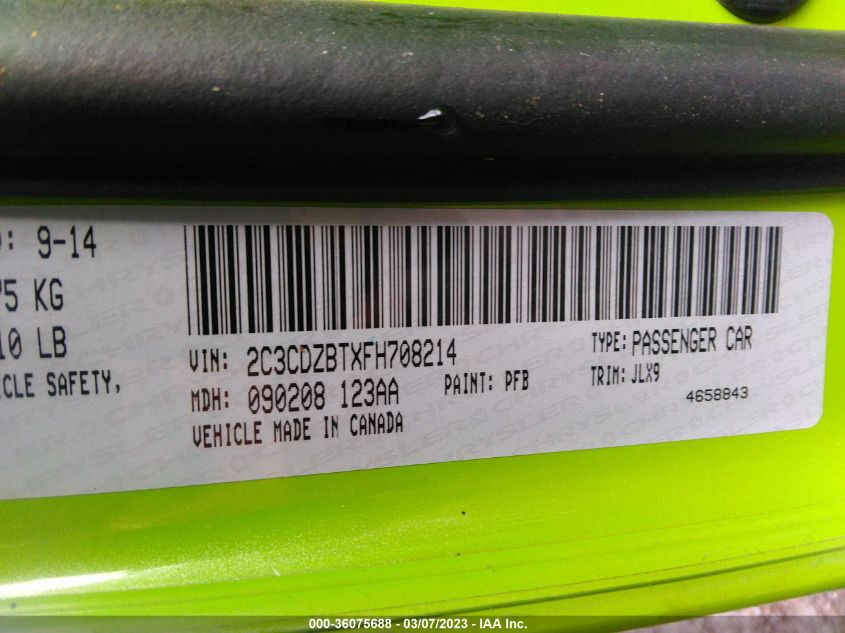 : 9-14
75 KG
10 LB
ICLE SAFETY,
VIN: 2C3CDZBTXFH708214
TYPE: PASSENGER CAR
MDH: 090208 123AA
PAINT: PFB
TRIM: JLX9
4658843
VEHICLE MADE IN CANADA
000-36075688 - 03/07/2023 - IAA Inc.